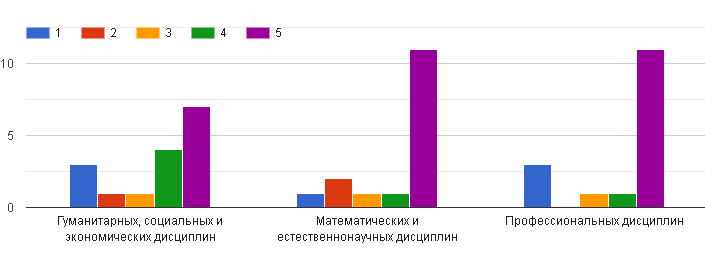 1 2 3 4 5
10
5
0
Гуманитарных, социальных и
экономических дисциплин
Математических и
естественнонаучных дисциплин
Профессиональных дисциплин